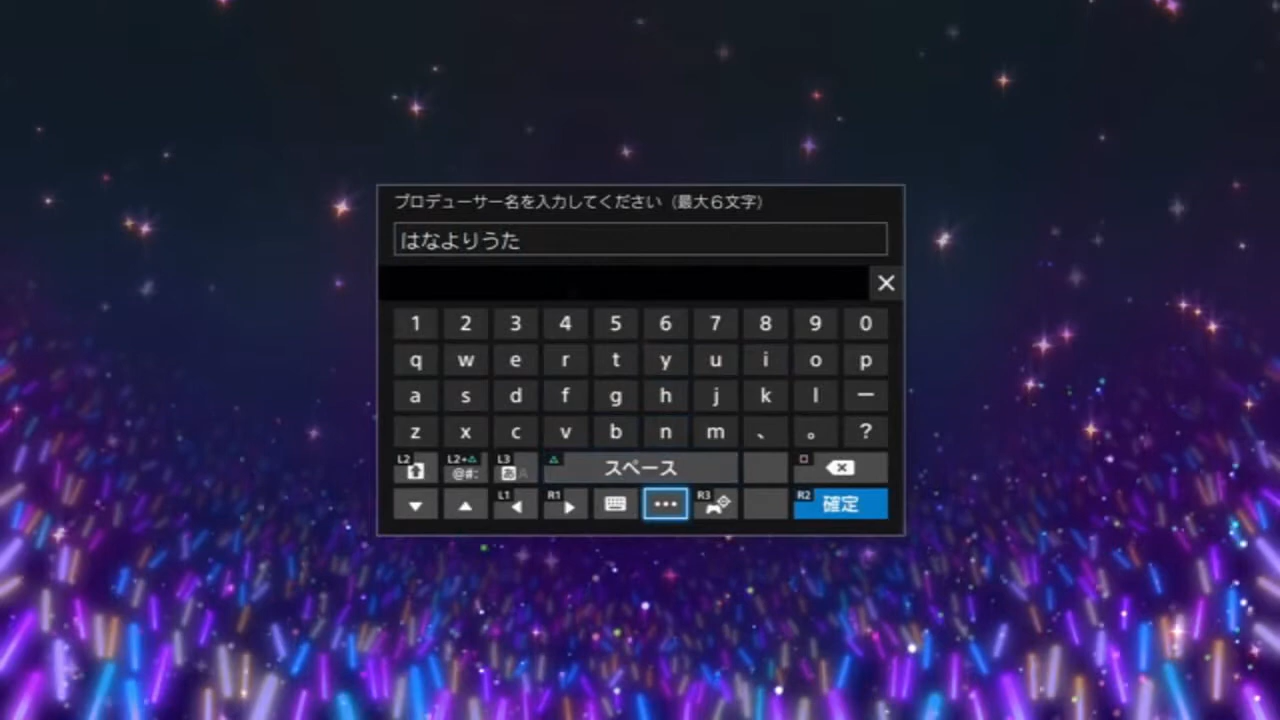 プロデューサー名を入力してください（最大６文字）
はなよりうた
1 2 3 4 5 6 7 8 9 0
q w e r t y u i o p
a s d f g h j k l ー
z x c v b n m 、 。 ?
L2 L2+△ @#: L3 あ A △ スペース □
L1 R1 ••• R3 R2 確定